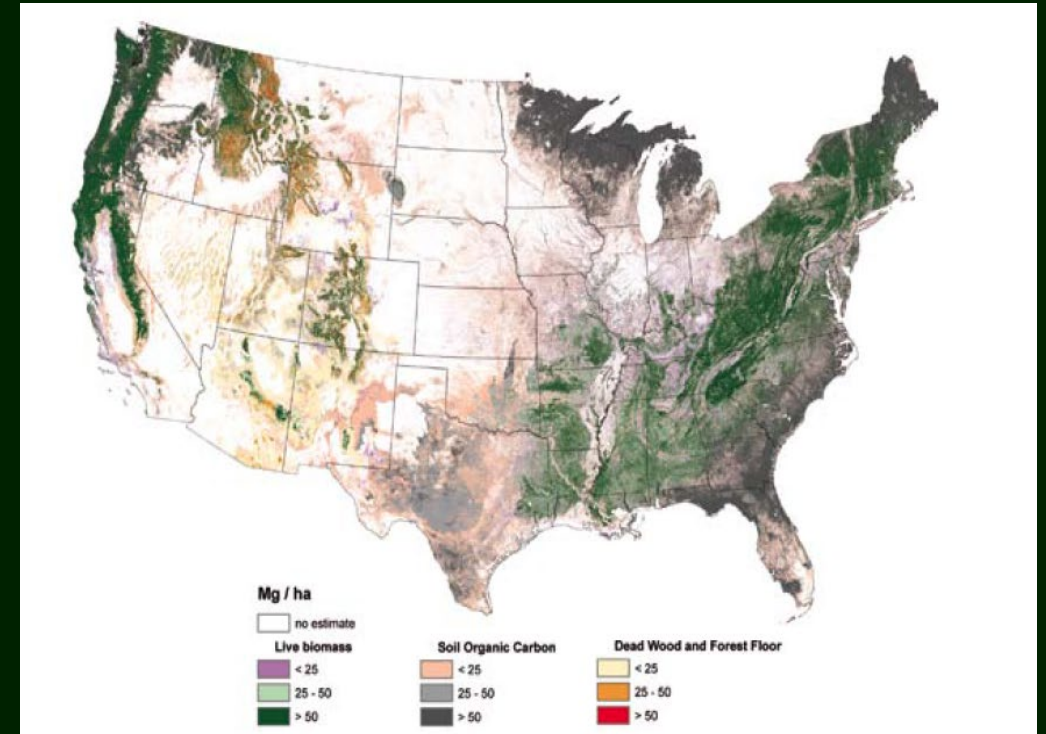 Mg / ha
no estimate
Live biomass
< 25
25 - 50
> 50
Soil Organic Carbon
< 25
25 - 50
> 50
Dead Wood and Forest Floor
< 25
25 - 50
> 50